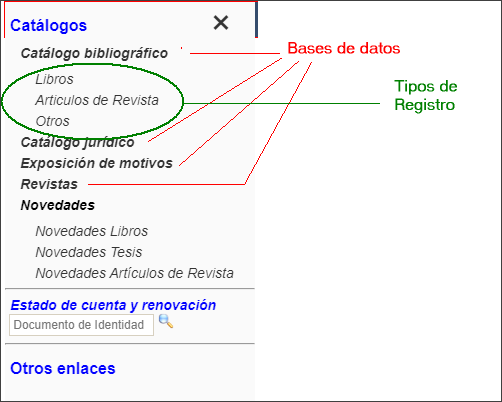 Catálogos
Catálogo bibliográfico
Libros
Articulos de Revista
Otros
Catálogo jurídico
Exposición de motivos
Revistas
Novedades
Novedades Libros
Novedades Tesis
Novedades Artículos de Revista
Estado de cuenta y renovación
Documento de Identidad
Otros enlaces
Bases de datos
Tipos de
Registro